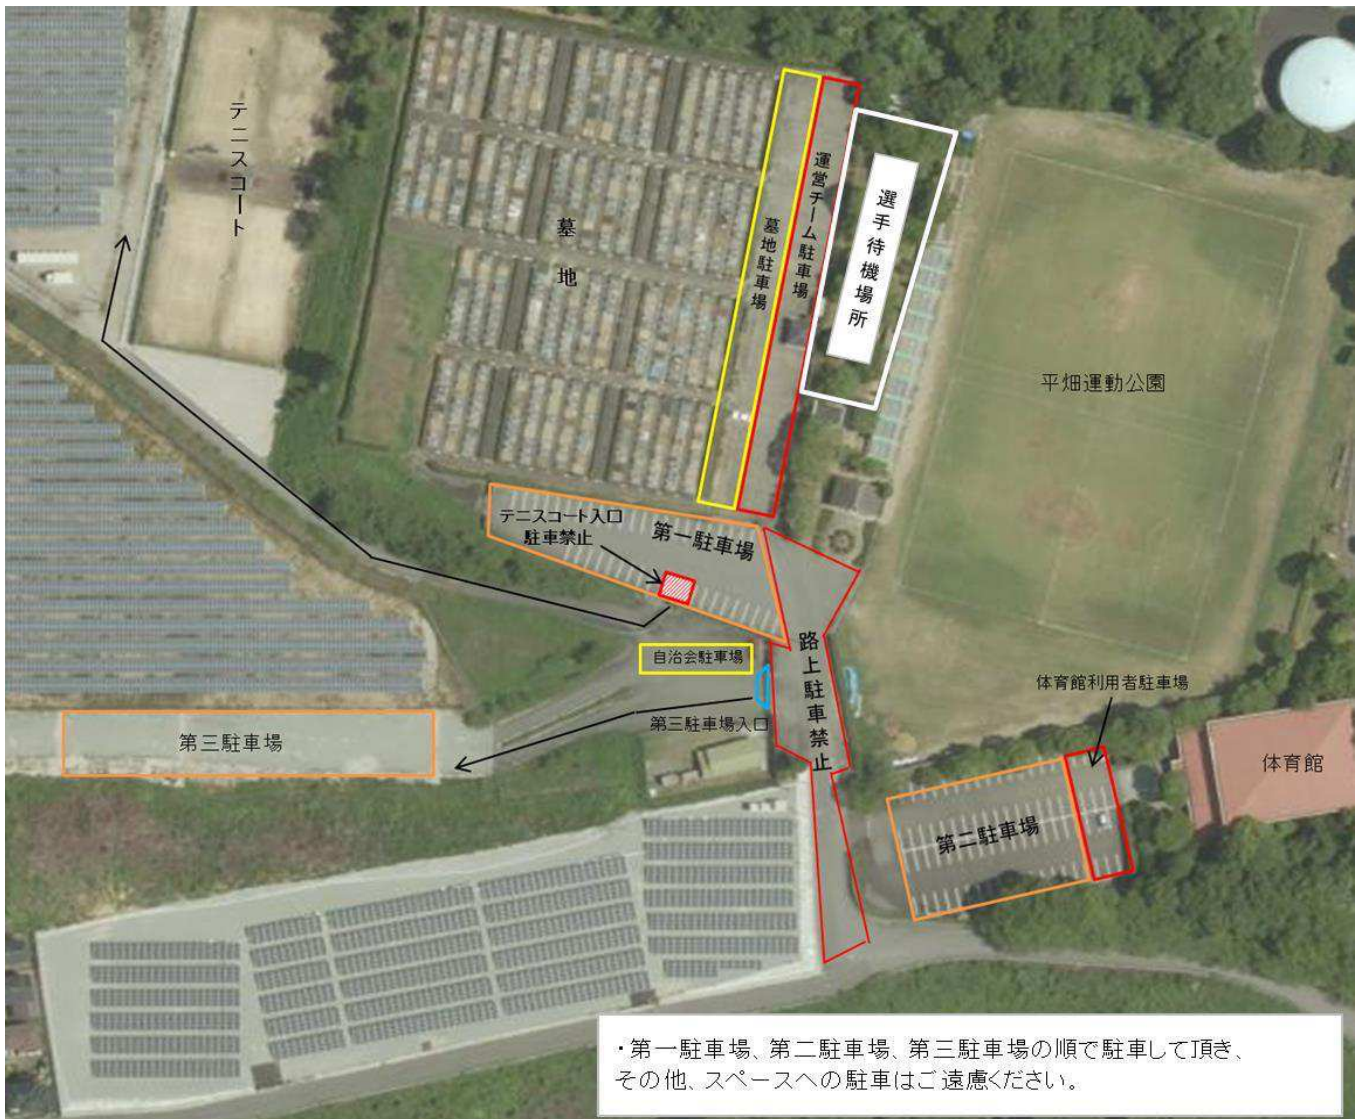 テニスコート
墓地
墓地駐車場
運営チーム駐車場
選手待機場所
平畑運動公園
テニスコート入口
駐車禁止
第一駐車場
自治会駐車場
路上駐車禁止
第三駐車場入口
第三駐車場
体育館利用者駐車場
体育館
第二駐車場
・第一駐車場、第二駐車場、第三駐車場の順で駐車して頂き、
その他、スペースへの駐車はご遠慮ください。